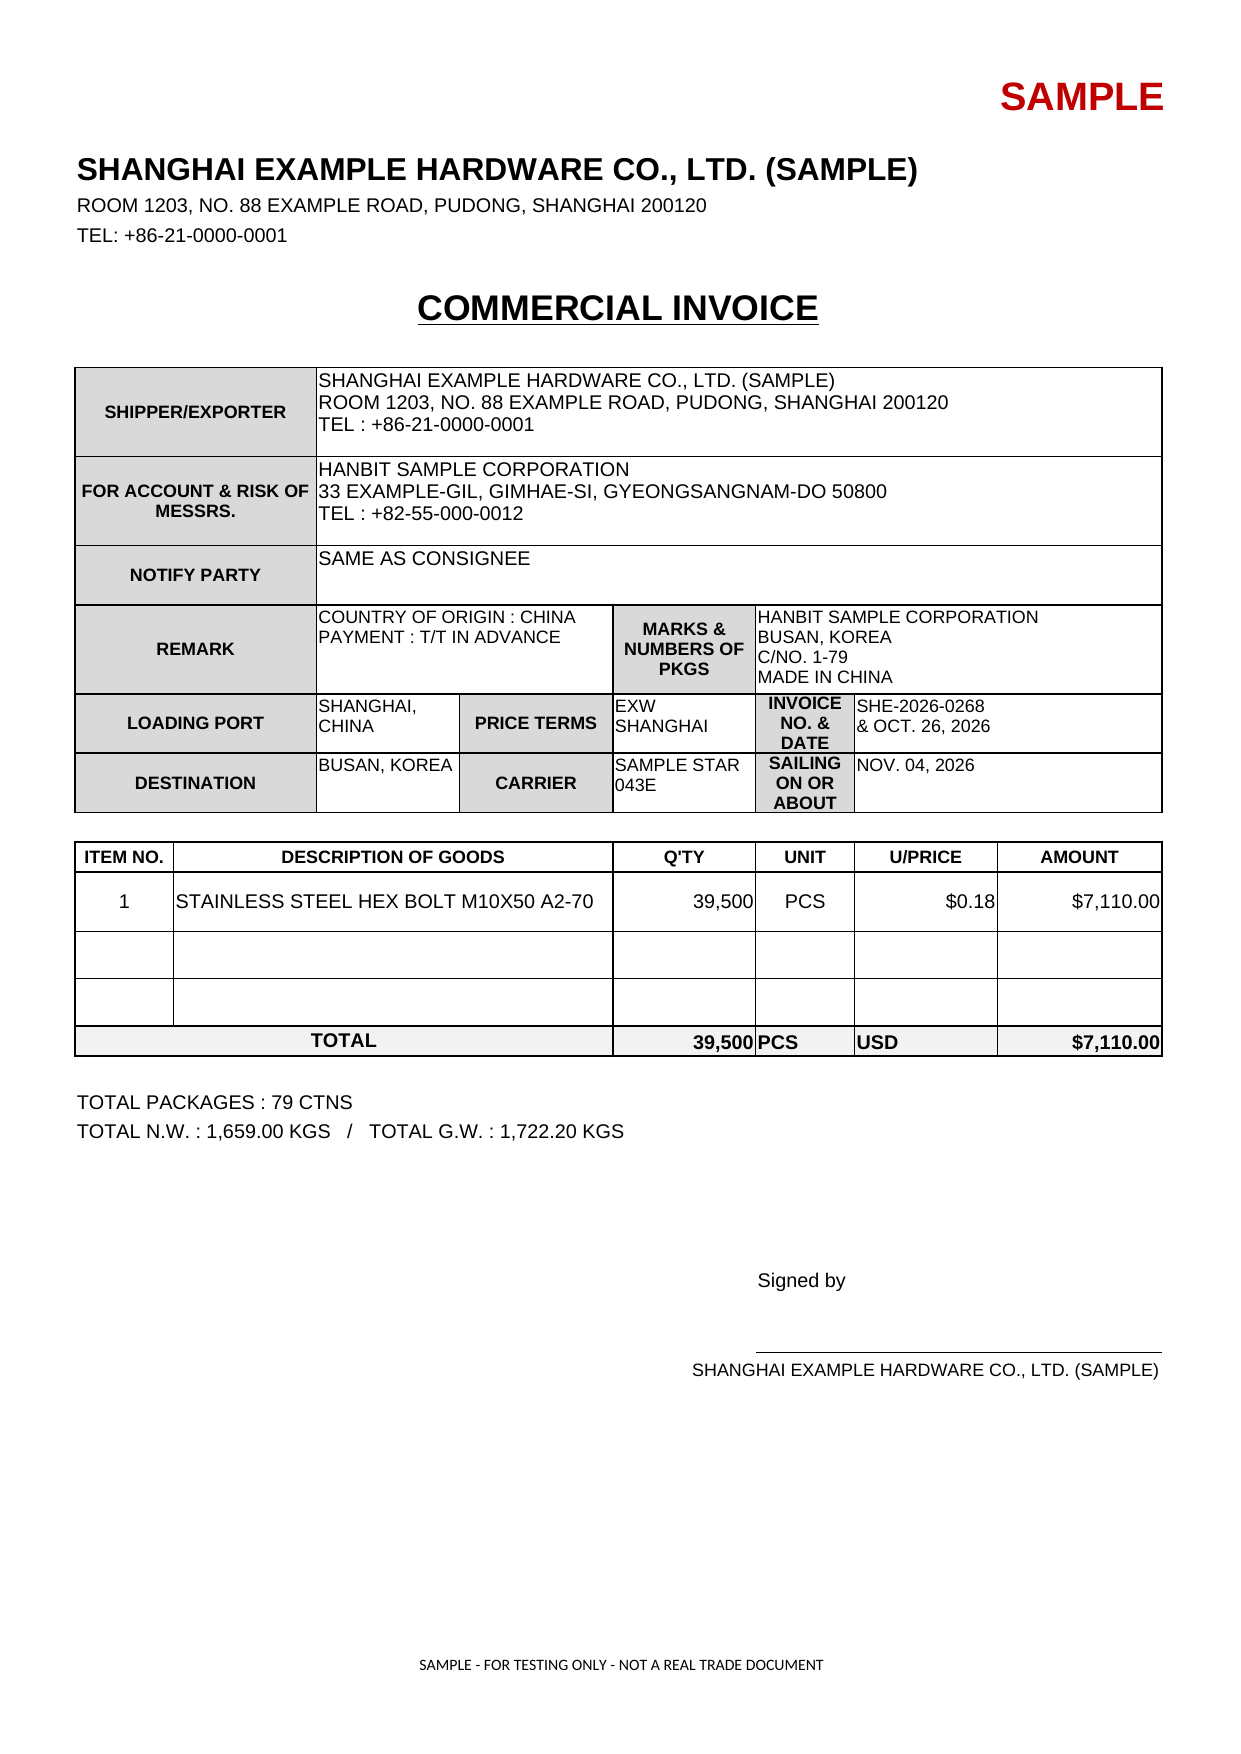 SAMPLE
SHANGHAI EXAMPLE HARDWARE CO., LTD. (SAMPLE)
ROOM 1203, NO. 88 EXAMPLE ROAD, PUDONG, SHANGHAI 200120
TEL: +86-21-0000-0001
COMMERCIAL INVOICE
SHIPPER/EXPORTER
SHANGHAI EXAMPLE HARDWARE CO., LTD. (SAMPLE)
ROOM 1203, NO. 88 EXAMPLE ROAD, PUDONG, SHANGHAI 200120
TEL : +86-21-0000-0001
FOR ACCOUNT & RISK OF
MESSRS.
HANBIT SAMPLE CORPORATION
33 EXAMPLE-GIL, GIMHAE-SI, GYEONGSANGNAM-DO 50800
TEL : +82-55-000-0012
NOTIFY PARTY
SAME AS CONSIGNEE
REMARK
COUNTRY OF ORIGIN : CHINA
PAYMENT : T/T IN ADVANCE
MARKS &
NUMBERS OF
PKGS
HANBIT SAMPLE CORPORATION
BUSAN, KOREA
C/NO. 1-79
MADE IN CHINA
LOADING PORT
SHANGHAI,
CHINA
PRICE TERMS
EXW
SHANGHAI
INVOICE
NO. &
DATE
SHE-2026-0268
& OCT. 26, 2026
DESTINATION
BUSAN, KOREA
CARRIER
SAMPLE STAR
043E
SAILING
ON OR
ABOUT
NOV. 04, 2026
ITEM NO. DESCRIPTION OF GOODS Q'TY UNIT U/PRICE AMOUNT
1 STAINLESS STEEL HEX BOLT M10X50 A2-70 39,500 PCS $0.18 $7,110.00
TOTAL 39,500 PCS USD $7,110.00
TOTAL PACKAGES : 79 CTNS
TOTAL N.W. : 1,659.00 KGS / TOTAL G.W. : 1,722.20 KGS
Signed by
SHANGHAI EXAMPLE HARDWARE CO., LTD. (SAMPLE)
SAMPLE - FOR TESTING ONLY - NOT A REAL TRADE DOCUMENT